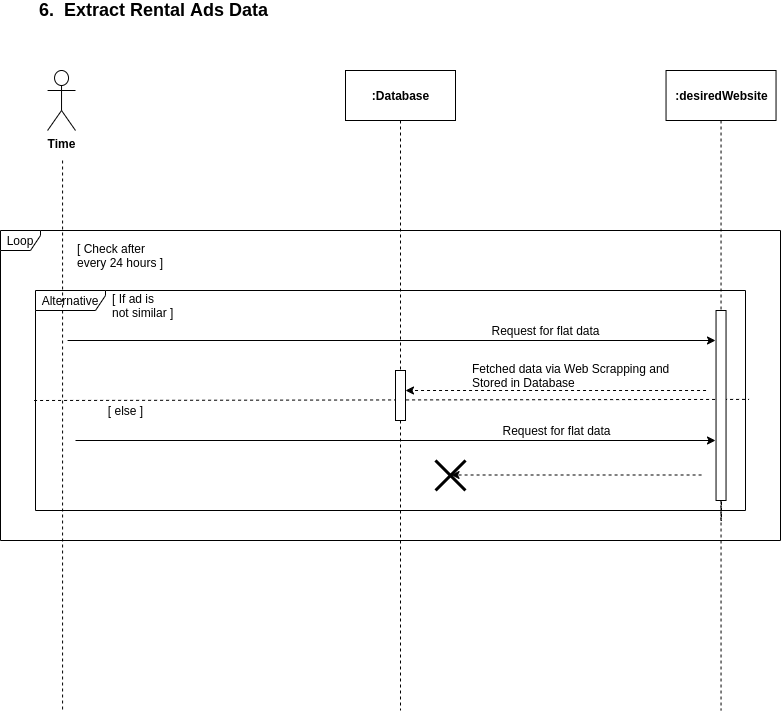 6. Extract Rental Ads Data
Time
:Database
:desiredWebsite
Loop
[ Check after
every 24 hours ]
Alternative
[ If ad is
not similar ]
Request for flat data
Fetched data via Web Scrapping and
Stored in Database
[ else ]
Request for flat data